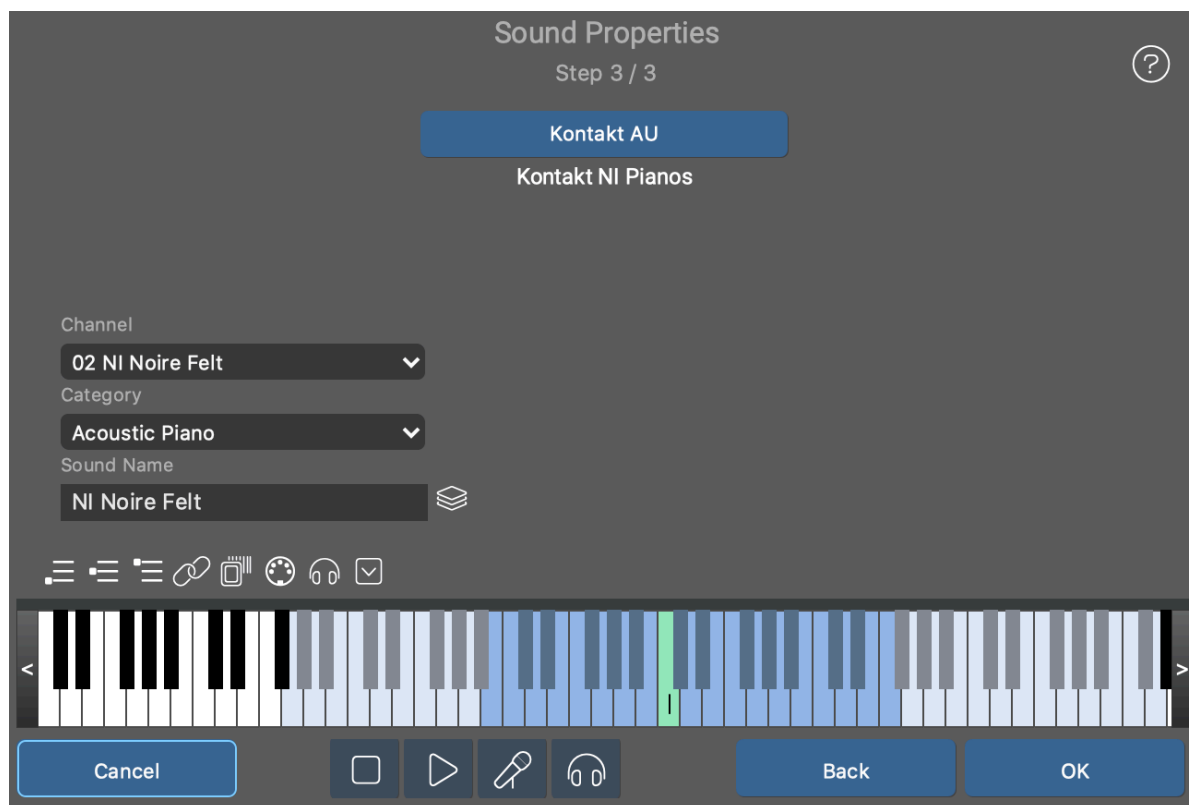 Sound Properties
Step 3 / 3
?
Kontakt AU
Kontakt NI Pianos
Channel
02 NI Noire Felt
Category
Acoustic Piano
Sound Name
NI Noire Felt
< >
Cancel
Back
OK